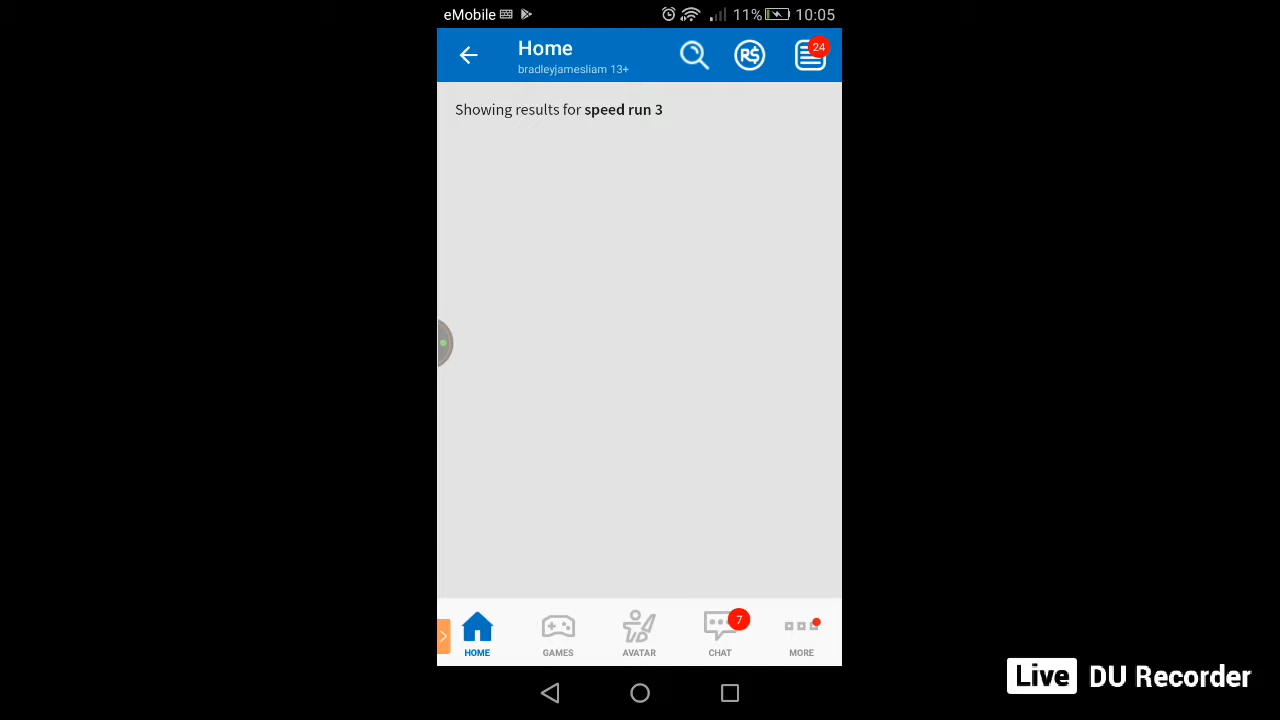 eMobile 11% 10:05
Home
bradleyjamesliam 13+
R$
24
Showing results for speed run 3
7
HOME GAMES AVATAR CHAT MORE
Live DU Recorder